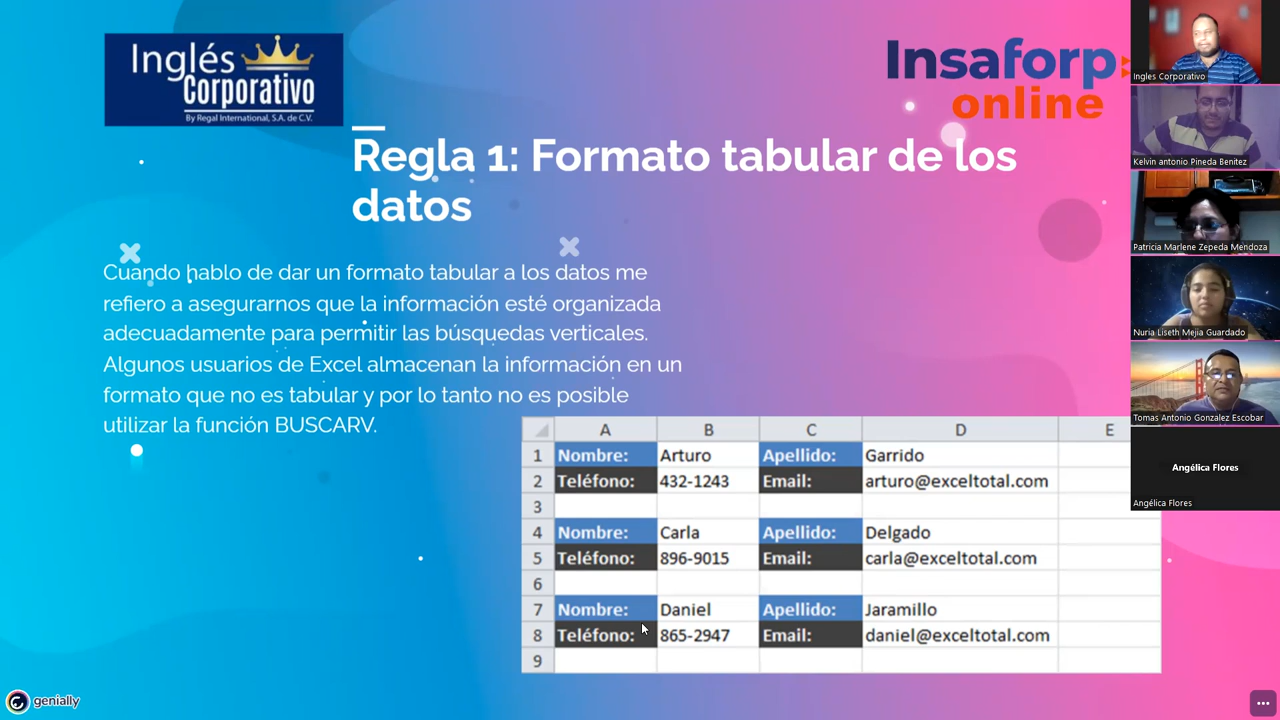 Inglés
Corporativo
By Regal International, S.A. de C.V.
Insaforp
online
Regla 1: Formato tabular de los
datos
Cuando hablo de dar un formato tabular a los datos me
refiero a asegurarnos que la información esté organizada
adecuadamente para permitir las búsquedas verticales.
Algunos usuarios de Excel almacenan la información en un
formato que no es tabular y por lo tanto no es posible
utilizar la función BUSCARV.
A B C D E
1 Nombre: Arturo Apellido: Garrido
2 Teléfono: 432-1243 Email: arturo@exceltotal.com
3
4 Nombre: Carla Apellido: Delgado
5 Teléfono: 896-9015 Email: carla@exceltotal.com
6
7 Nombre: Daniel Apellido: Jaramillo
8 Teléfono: 865-2947 Email: daniel@exceltotal.com
9
Ingles Corporativo
Kelvin antonio Pineda Benitez
Patricia Marlene Zepeda Mendoza
Nuria Liseth Mejia Guardado
Tomas Antonio Gonzalez Escobar
Angélica Flores
Angélica Flores
genially